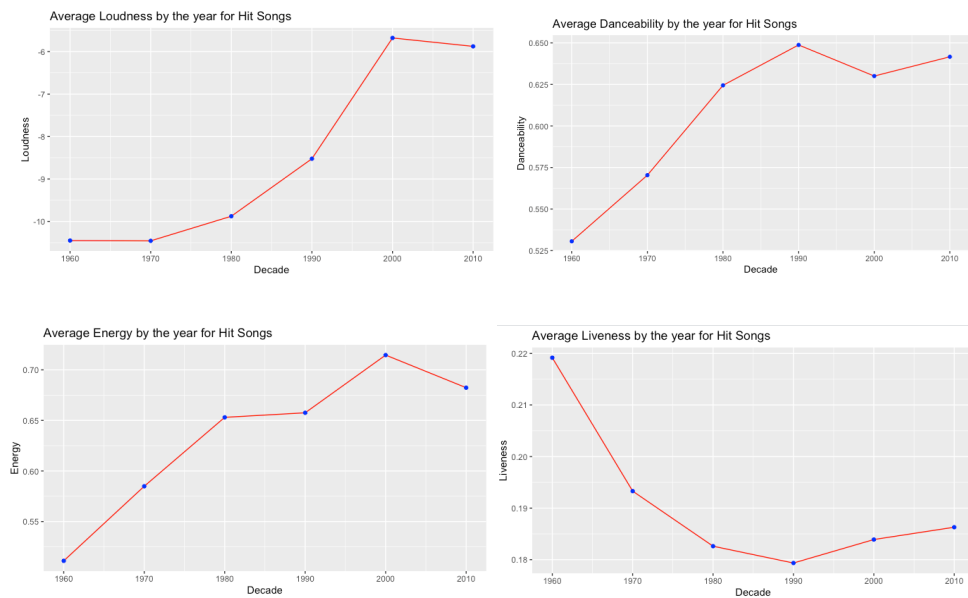 Average Loudness by the year for Hit Songs
-6
-7
-8
-9
-10
Loudness
1960 1970 1980 1990 2000 2010
Decade
Average Danceability by the year for Hit Songs
0.650
0.625
0.600
0.575
0.550
0.525
Danceability
1960 1970 1980 1990 2000 2010
Decade
Average Energy by the year for Hit Songs
0.70
0.65
0.60
0.55
Energy
1960 1970 1980 1990 2000 2010
Decade
Average Liveness by the year for Hit Songs
0.22
0.21
0.20
0.19
0.18
Liveness
1960 1970 1980 1990 2000 2010
Decade